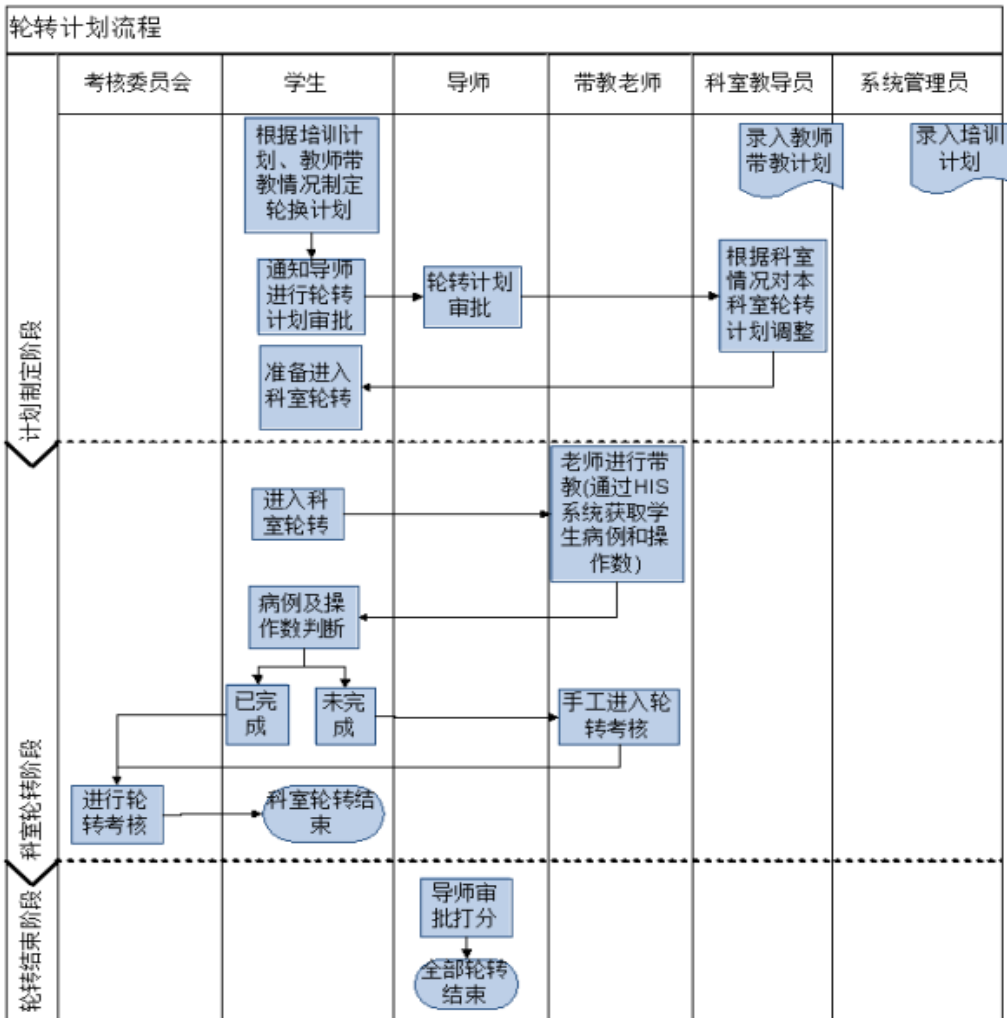 轮转计划流程
考核委员会
学生
导师
带教老师
科室教导员
系统管理员
计划制定阶段
根据培训计
划、教师带
教情况制定
轮换计划
录入教师
带教计划
录入培训
计划
通知导师
进行轮转
计划审批
轮转计划
审批
根据科室
情况对本
科室轮转
计划调整
准备进入
科室轮转
科室轮转阶段
进入科
室轮转
老师进行带
教(通过HIS
系统获取学
生病例和操
作数)
病例及操
作数判断
已完
成
未完
成
手工进入轮
转考核
进行轮
转考核
科室轮转结
束
轮转结束阶段
导师审
批打分
全部轮转
结束